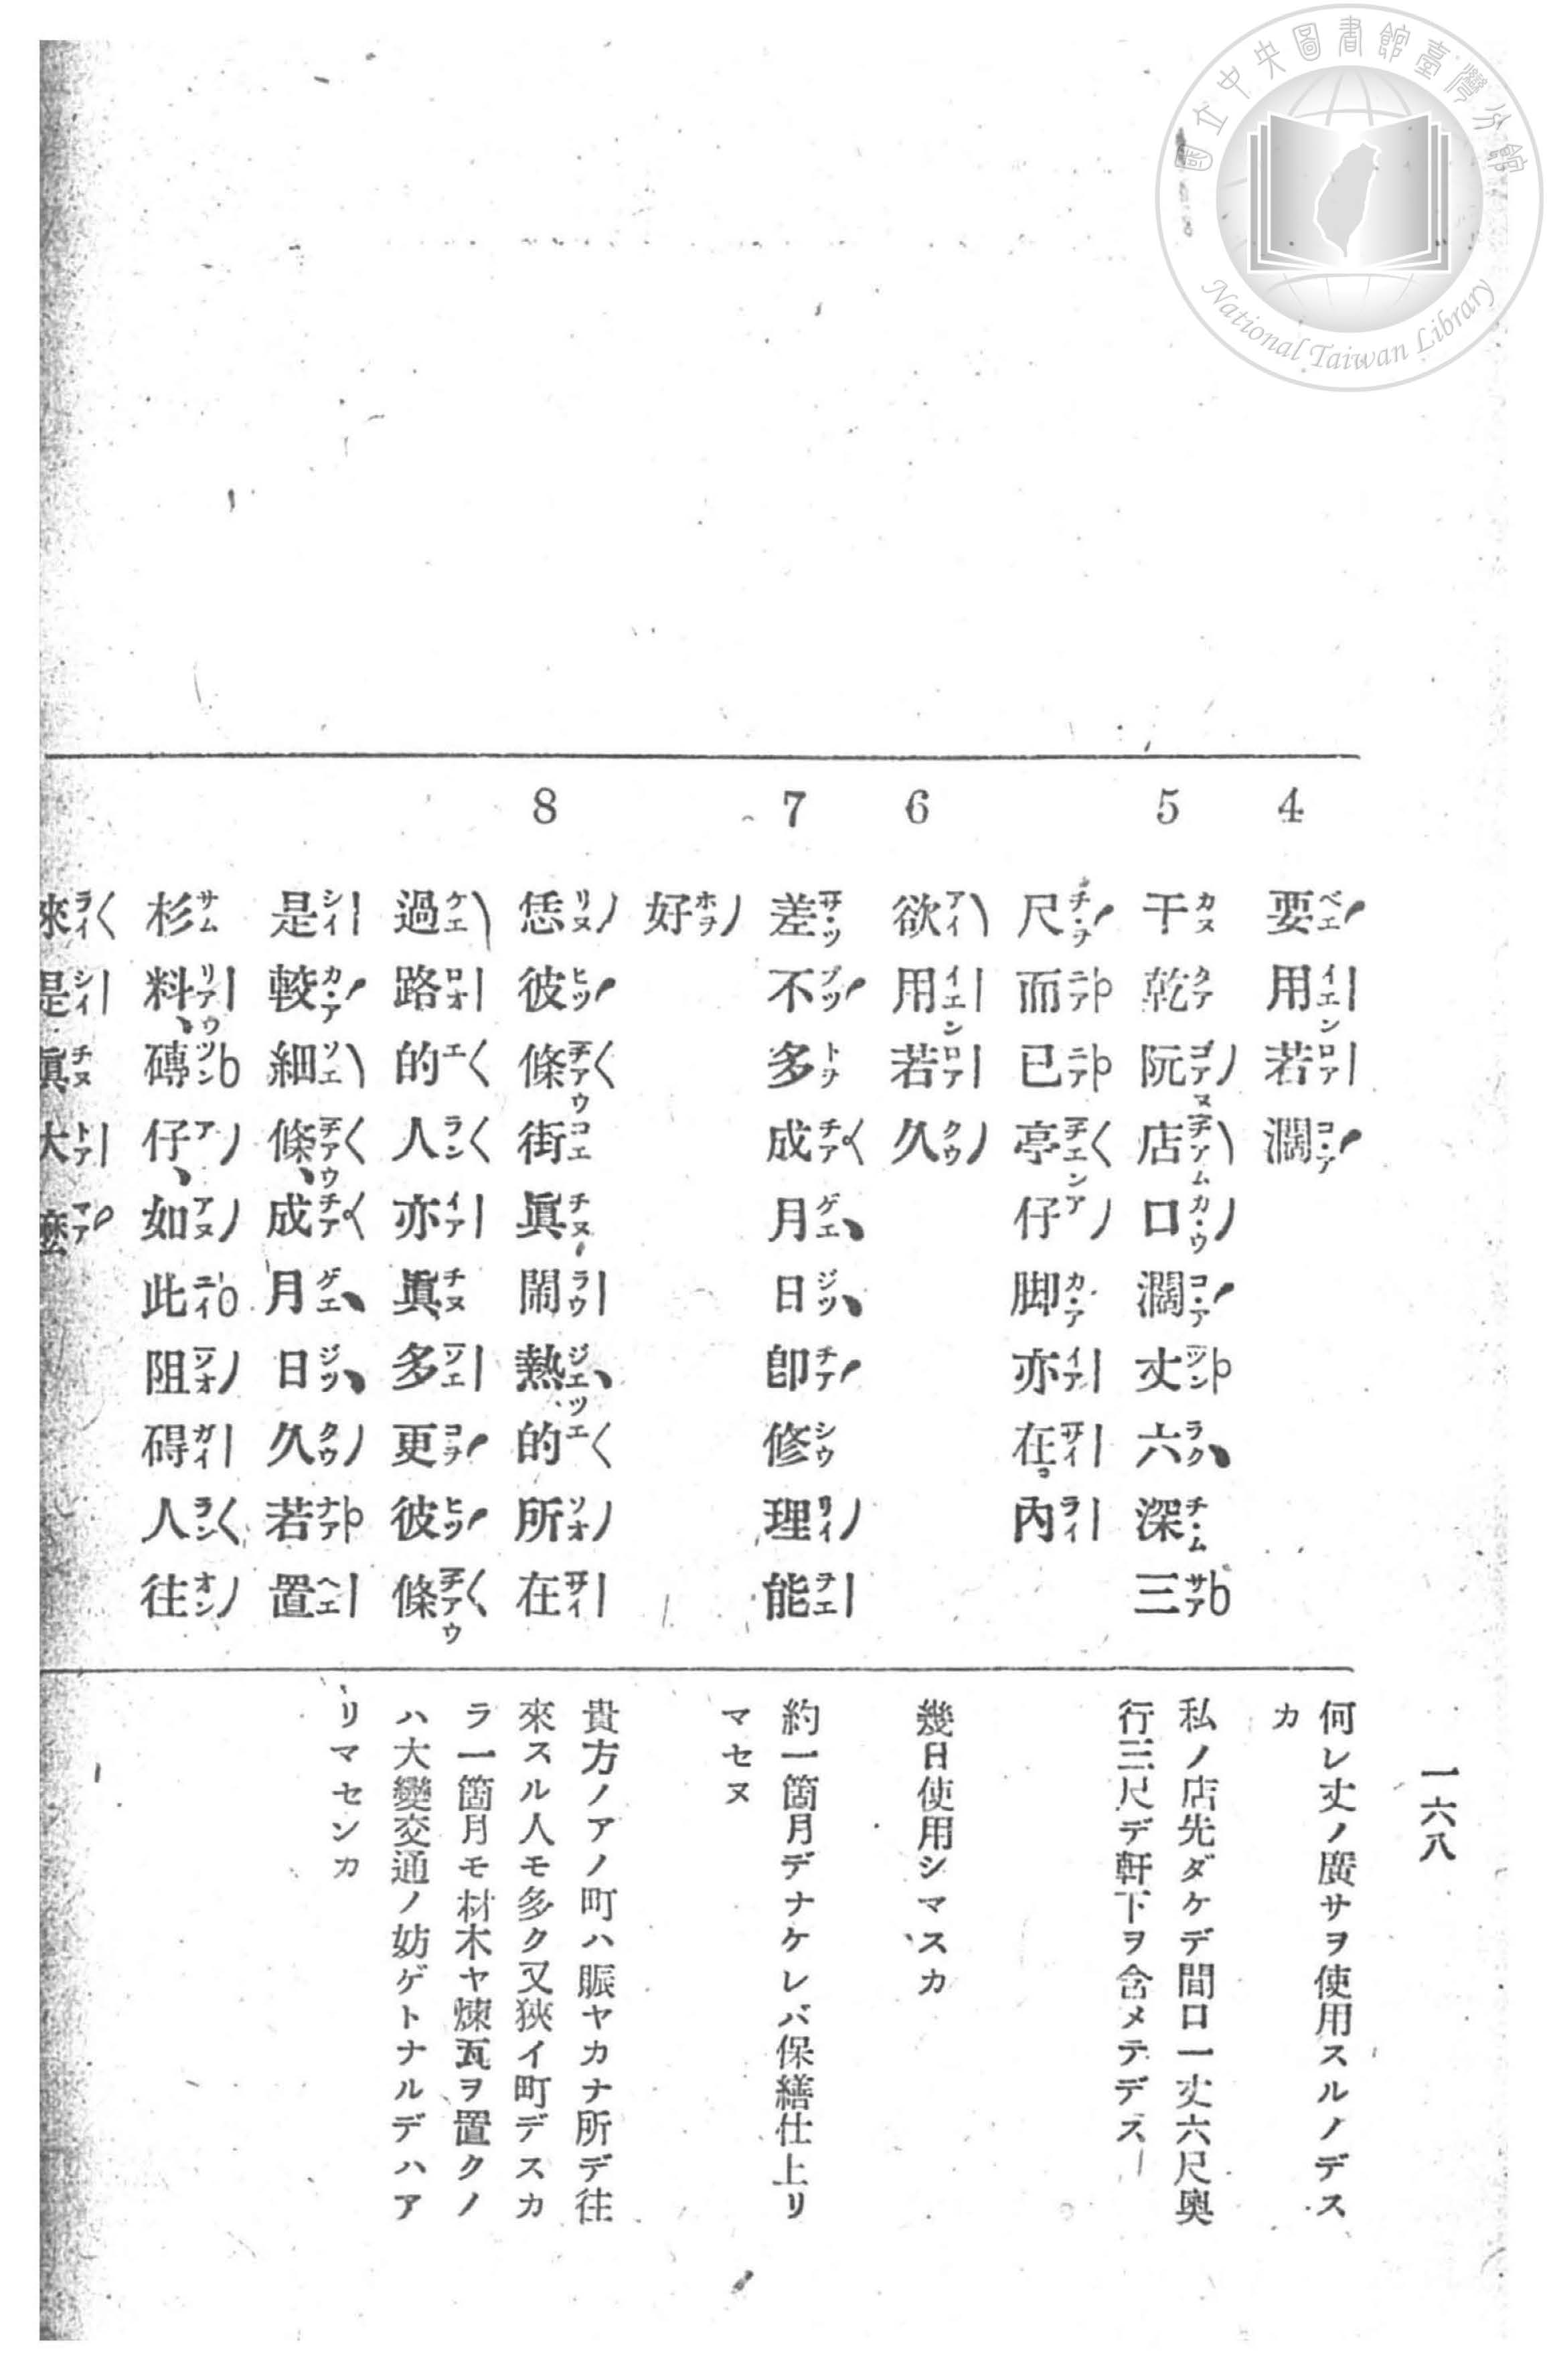 國立中央圖書館臺灣分館
National Taiwan Library
一六八
4
要用若濶
何レ丈ノ廣サヲ使用スルノデス
カ
5
干乾阮店口濶丈六深三
尺而已亭仔脚亦在內
私ノ店先ダケデ間口一丈六尺奧
行三尺デ軒下ヲ含メテデス
6
欲用若久
幾日使用シマスカ
7
差不多成月日卽修理能
好
約一箇月デナケレバ保繕仕上リ
マセヌ
8
恁彼條街眞鬧熱的所在
過路的人亦眞多更彼條
是較細條、成月日久若置
杉料、磚仔、如此阻碍人往
來是眞大麽
貴方ノアノ町ハ賑ヤカナ所デ往
來スル人モ多ク又狹イ町デスカ
ラ一箇月モ材木ヤ煉瓦ヲ置クノ
ハ大變交通ノ妨ゲトナルデハア
リマセンカ